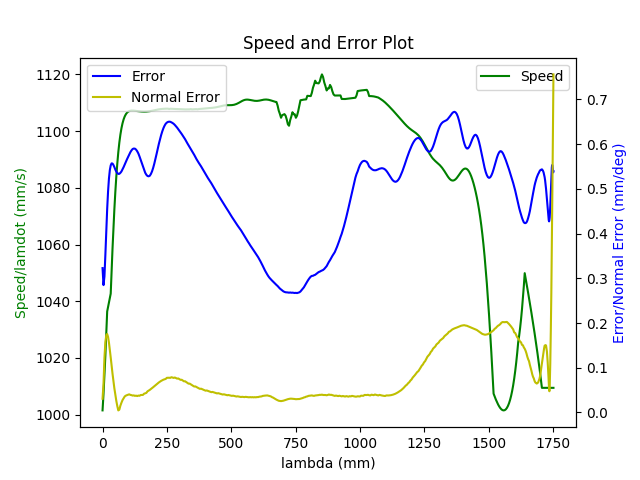 Speed and Error Plot
Error
Normal Error
Speed
1120
1100
1080
1060
1040
1020
1000
Speed/lamdot (mm/s)
0.7
0.6
0.5
0.4
0.3
0.2
0.1
0.0
Error/Normal Error (mm/deg)
0 250 500 750 1000 1250 1500 1750
lambda (mm)